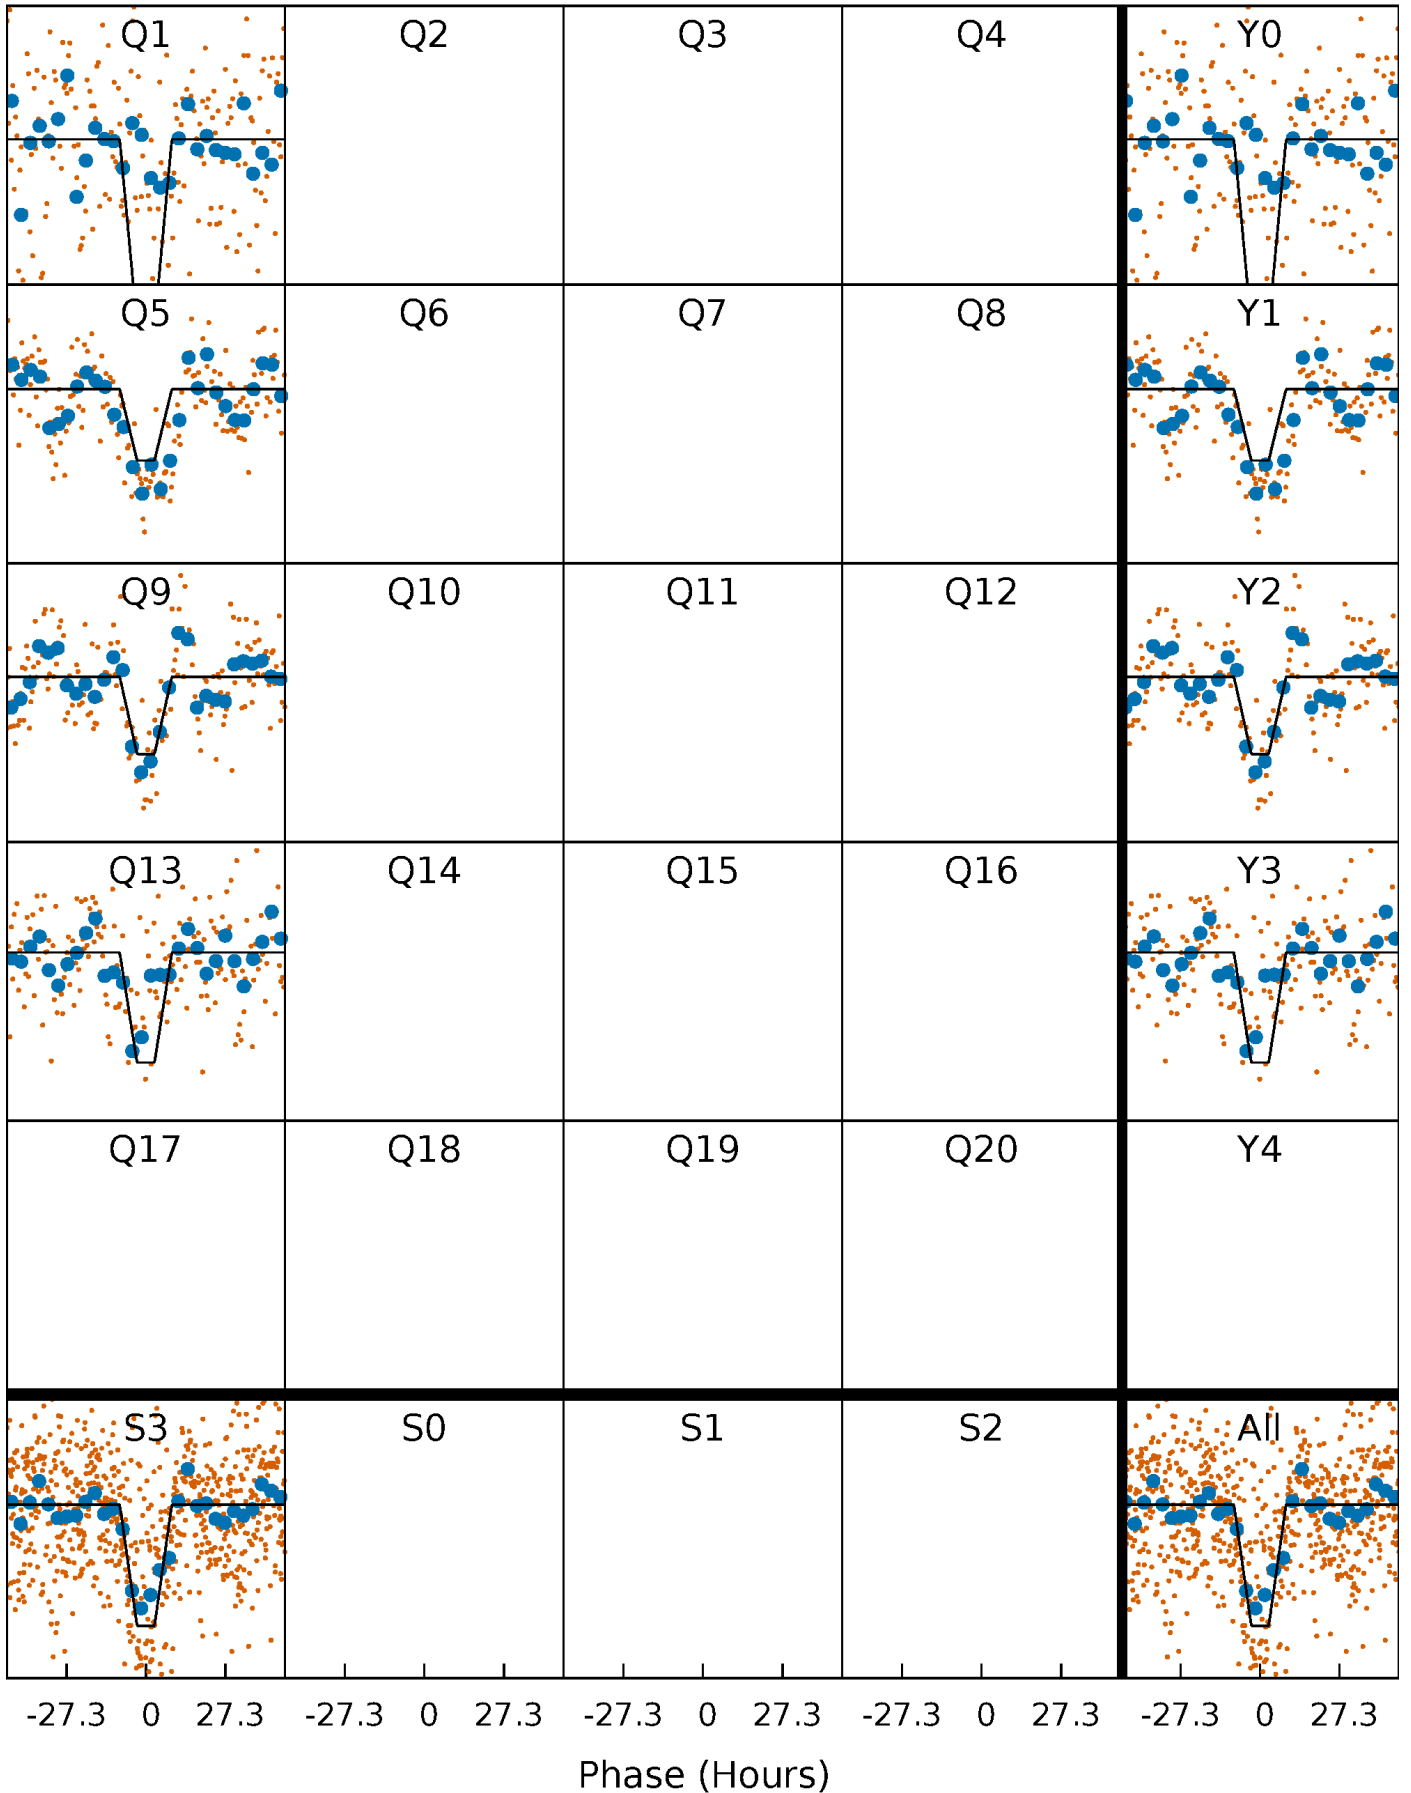 Q1 Q2 Q3 Q4 Y0
Q5 Q6 Q7 Q8 Y1
Q9 Q10 Q11 Q12 Y2
Q13 Q14 Q15 Q16 Y3
Q17 Q18 Q19 Q20 Y4
S3 S0 S1 S2 All
-27.3 0 27.3 -27.3 0 27.3 -27.3 0 27.3 -27.3 0 27.3 -27.3 0 27.3
Phase (Hours)